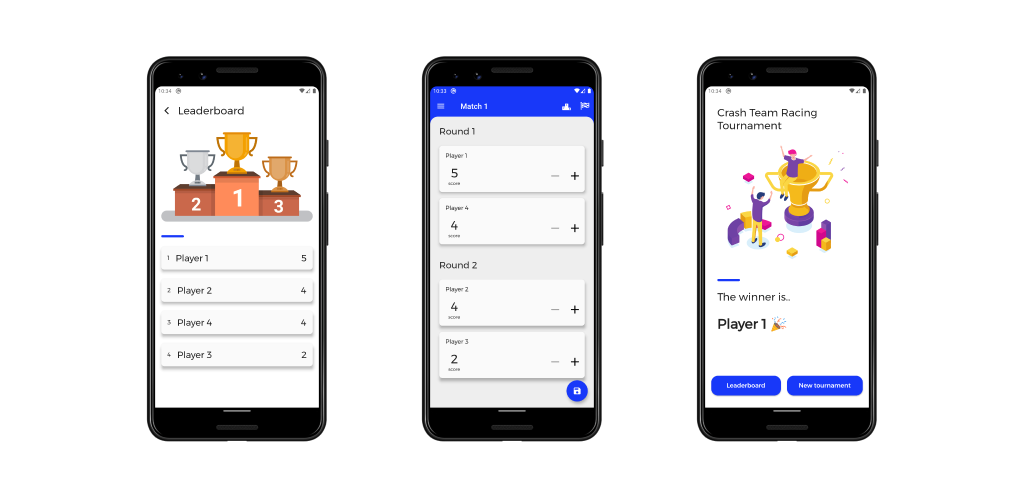 10:34
Leaderboard
2
1
3
1 Player 1 5
2 Player 2 4
3 Player 4 4
4 Player 3 2
10:33
Match 1
Round 1
Player 1
5
score
Player 4
4
score
Round 2
Player 2
4
score
Player 3
2
score
10:34
Crash Team Racing
Tournament
The winner is..
Player 1 🎉
Leaderboard
New tournament